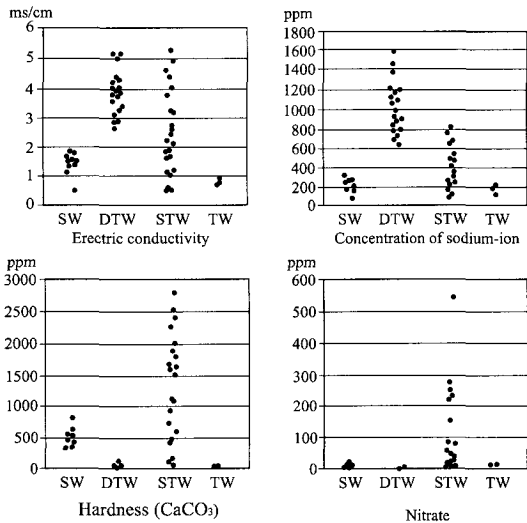 ms/cm
6
5
4
3
2
1
0
SW DTW STW TW
Erectric conductivity
ppm
1800
1600
1400
1200
1000
800
600
400
200
0
SW DTW STW TW
Concentration of sodium-ion
ppm
3000
2500
2000
1500
1000
500
0
SW DTW STW TW
Hardness (CaCO₃)
ppm
600
500
400
300
200
100
0
SW DTW STW TW
Nitrate